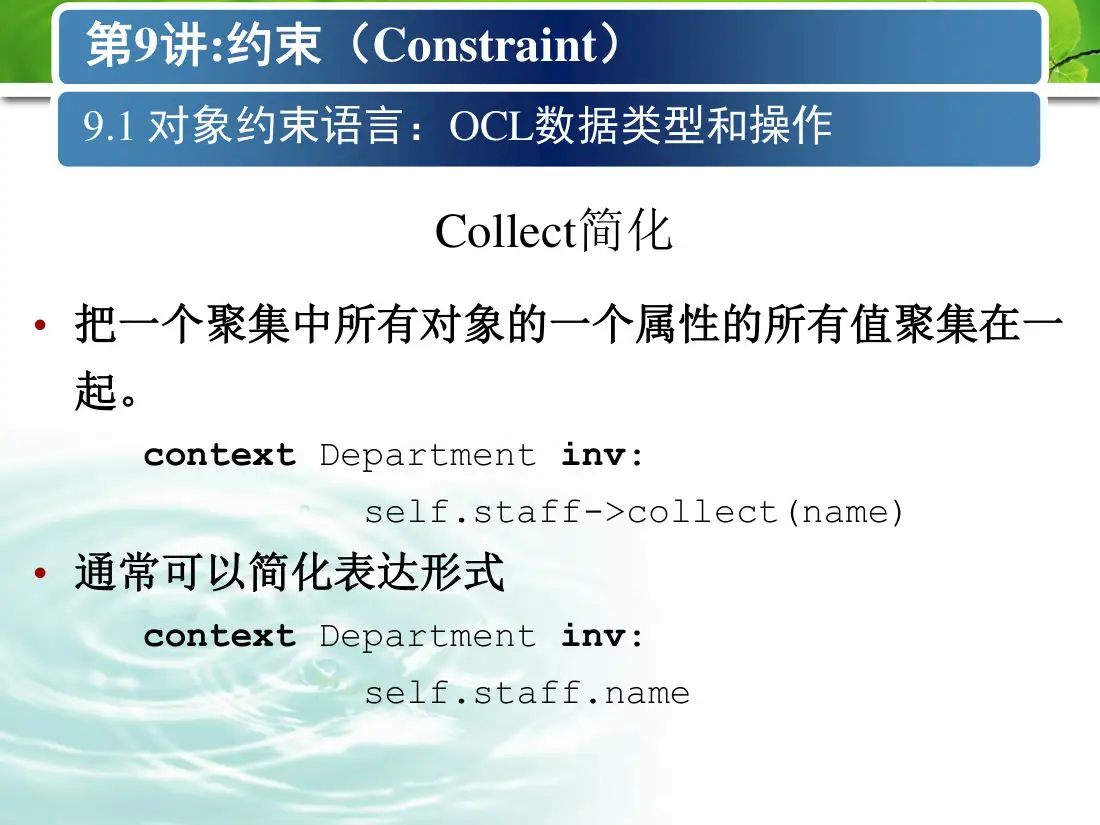 第9讲:约束（Constraint）
9.1 对象约束语言：OCL数据类型和操作
Collect简化
• 把一个聚集中所有对象的一个属性的所有值聚集在一
起。
context Department inv:
self.staff->collect(name)
• 通常可以简化表达形式
context Department inv:
self.staff.name